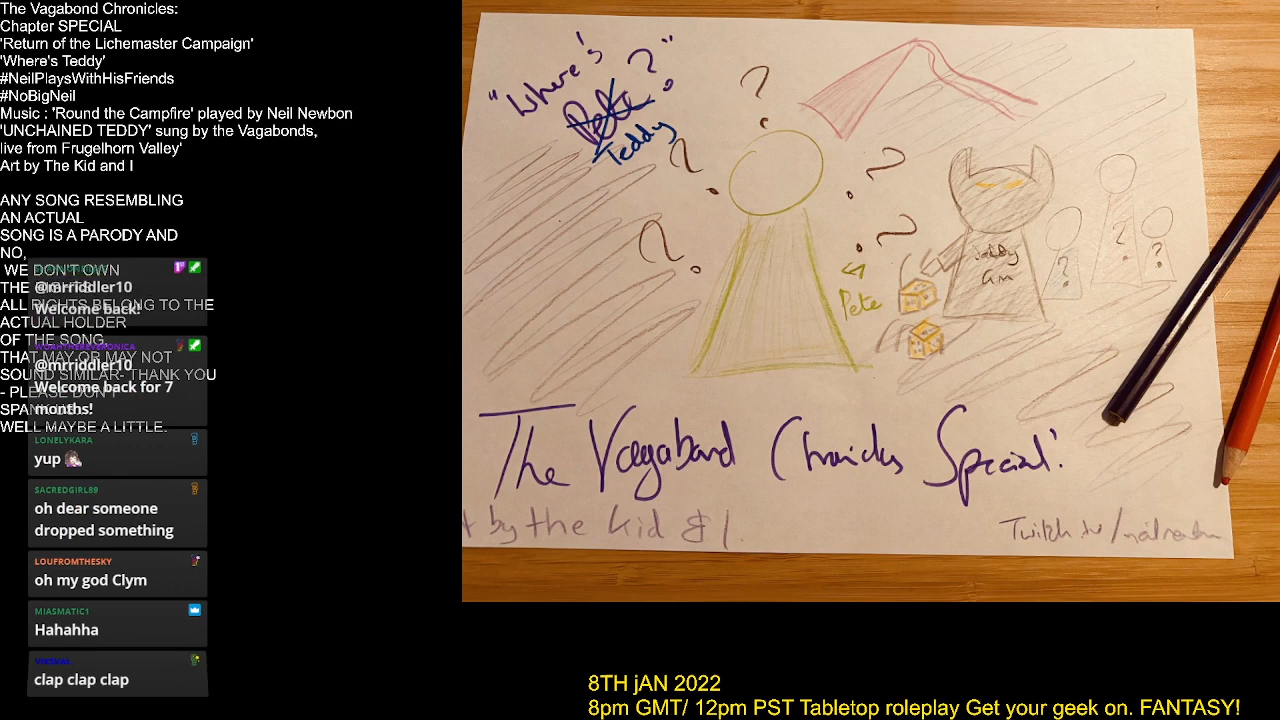 The Vagabond Chronicles:
Chapter SPECIAL
'Return of the Lichemaster Campaign'
'Where's Teddy'
#NeilPlaysWithHisFriends
#NoBigNeil
Music : 'Round the Campfire' played by Neil Newbon
'UNCHAINED TEDDY' sung by the Vagabonds,
live from Frugelhorn Valley'
Art by The Kid and I
ANY SONG RESEMBLING
AN ACTUAL
SONG IS A PARODY AND
NO,
WE DON'T OWN
THE
ALL RIGHTS BELONG TO THE
ACTUAL HOLDER
OF THE SONG,
THAT MAY OR MAY NOT
SOUND SIMILAR- THANK YOU
- PLEASE DON'T
SPANK
WELL MAYBE A LITTLE.
@mrriddler10
Welcome back!
WOAHTHEREVERONICA
@mrriddler10
Welcome back for 7
months!
LONELYKARA
yup
SACREDGIRL89
oh dear someone
dropped something
LOUFROMTHESKY
oh my god Clym
MIASMATIC1
Hahahha
clap clap clap
"Where's
Pete?"
Teddy
?
?
?
?
?
Pete
?
?
?
The Vagabond Chronicles Special!
by the Kid & I.
8TH jAN 2022
8pm GMT/ 12pm PST Tabletop roleplay Get your geek on. FANTASY!